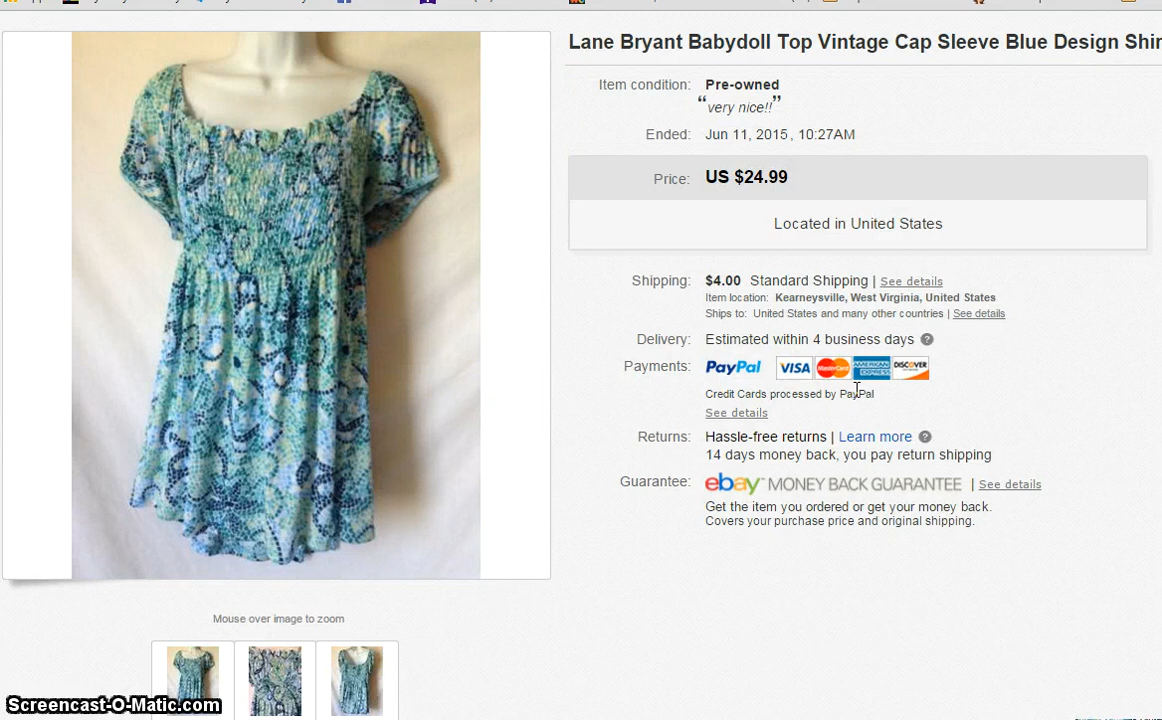 Lane Bryant Babydoll Top Vintage Cap Sleeve Blue Design
Item condition: Pre-owned
“very nice!!”
Ended: Jun 11, 2015 , 10:27AM
Price: US $24.99
Located in United States
Shipping: $4.00 Standard Shipping | See details
Item location: Kearneysville, West Virginia, United States
Ships to: United States and many other countries | See details
Delivery: Estimated within 4 business days ?
Payments: PayPal VISA MasterCard AMERICAN EXPRESS DISCOVER
Credit Cards processed by PayPal
See details
Returns: Hassle-free returns | Learn more ?
14 days money back, you pay return shipping
Guarantee: ebay MONEY BACK GUARANTEE | See details
Get the item you ordered or get your money back.
Covers your purchase price and original shipping.
Mouse over image to zoom
Screencast-O-Matic.com